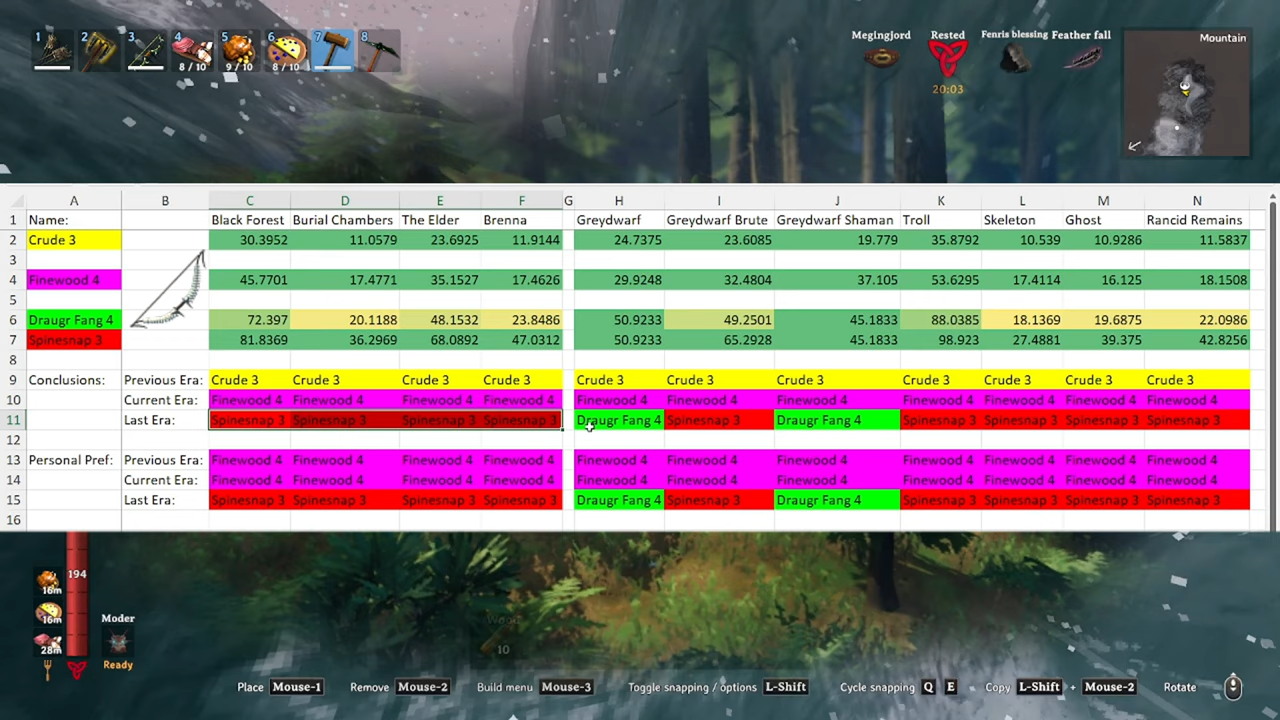 1 2 3 4 5 6 7 8
8 / 10 9 / 10 8 / 10
Megingjord Rested Fenris blessing Feather fall
20:03
Mountain
A B C D E F G H I J K L M N
1 Name: Black Forest Burial Chambers The Elder Brenna Greydwarf Greydwarf Brute Greydwarf Shaman Troll Skeleton Ghost Rancid Remains
2 Crude 3 30.3952 11.0579 23.6925 11.9144 24.7375 23.6085 19.779 35.8792 10.539 10.9286 11.5837
3
4 Finewood 4 45.7701 17.4771 35.1527 17.4626 29.9248 32.4804 37.105 53.6295 17.4114 16.125 18.1508
5
6 Draugr Fang 4 72.397 20.1188 48.1532 23.8486 50.9233 49.2501 45.1833 88.0385 18.1369 19.6875 22.0986
7 Spinesnap 3 81.8369 36.2969 68.0892 47.0312 50.9233 65.2928 45.1833 98.923 27.4881 39.375 42.8256
8
9 Conclusions: Previous Era: Crude 3 Crude 3 Crude 3 Crude 3 Crude 3 Crude 3 Crude 3 Crude 3 Crude 3 Crude 3 Crude 3
10 Current Era: Finewood 4 Finewood 4 Finewood 4 Finewood 4 Finewood 4 Finewood 4 Finewood 4 Finewood 4 Finewood 4 Finewood 4 Finewood 4
11 Last Era: Spinesnap 3 Spinesnap 3 Spinesnap 3 Spinesnap 3 Draugr Fang 4 Spinesnap 3 Draugr Fang 4 Spinesnap 3 Spinesnap 3 Spinesnap 3 Spinesnap 3
12
13 Personal Pref: Previous Era: Finewood 4 Finewood 4 Finewood 4 Finewood 4 Finewood 4 Finewood 4 Finewood 4 Finewood 4 Finewood 4 Finewood 4 Finewood 4
14 Current Era: Finewood 4 Finewood 4 Finewood 4 Finewood 4 Finewood 4 Finewood 4 Finewood 4 Finewood 4 Finewood 4 Finewood 4 Finewood 4
15 Last Era: Spinesnap 3 Spinesnap 3 Spinesnap 3 Spinesnap 3 Draugr Fang 4 Spinesnap 3 Draugr Fang 4 Spinesnap 3 Spinesnap 3 Spinesnap 3 Spinesnap 3
16
194
16m
16m
28m
Moder
Ready
Wood
10
Place Mouse-1 Remove Mouse-2 Build menu Mouse-3 Toggle snapping / options L-Shift Cycle snapping Q E Copy L-Shift + Mouse-2 Rotate